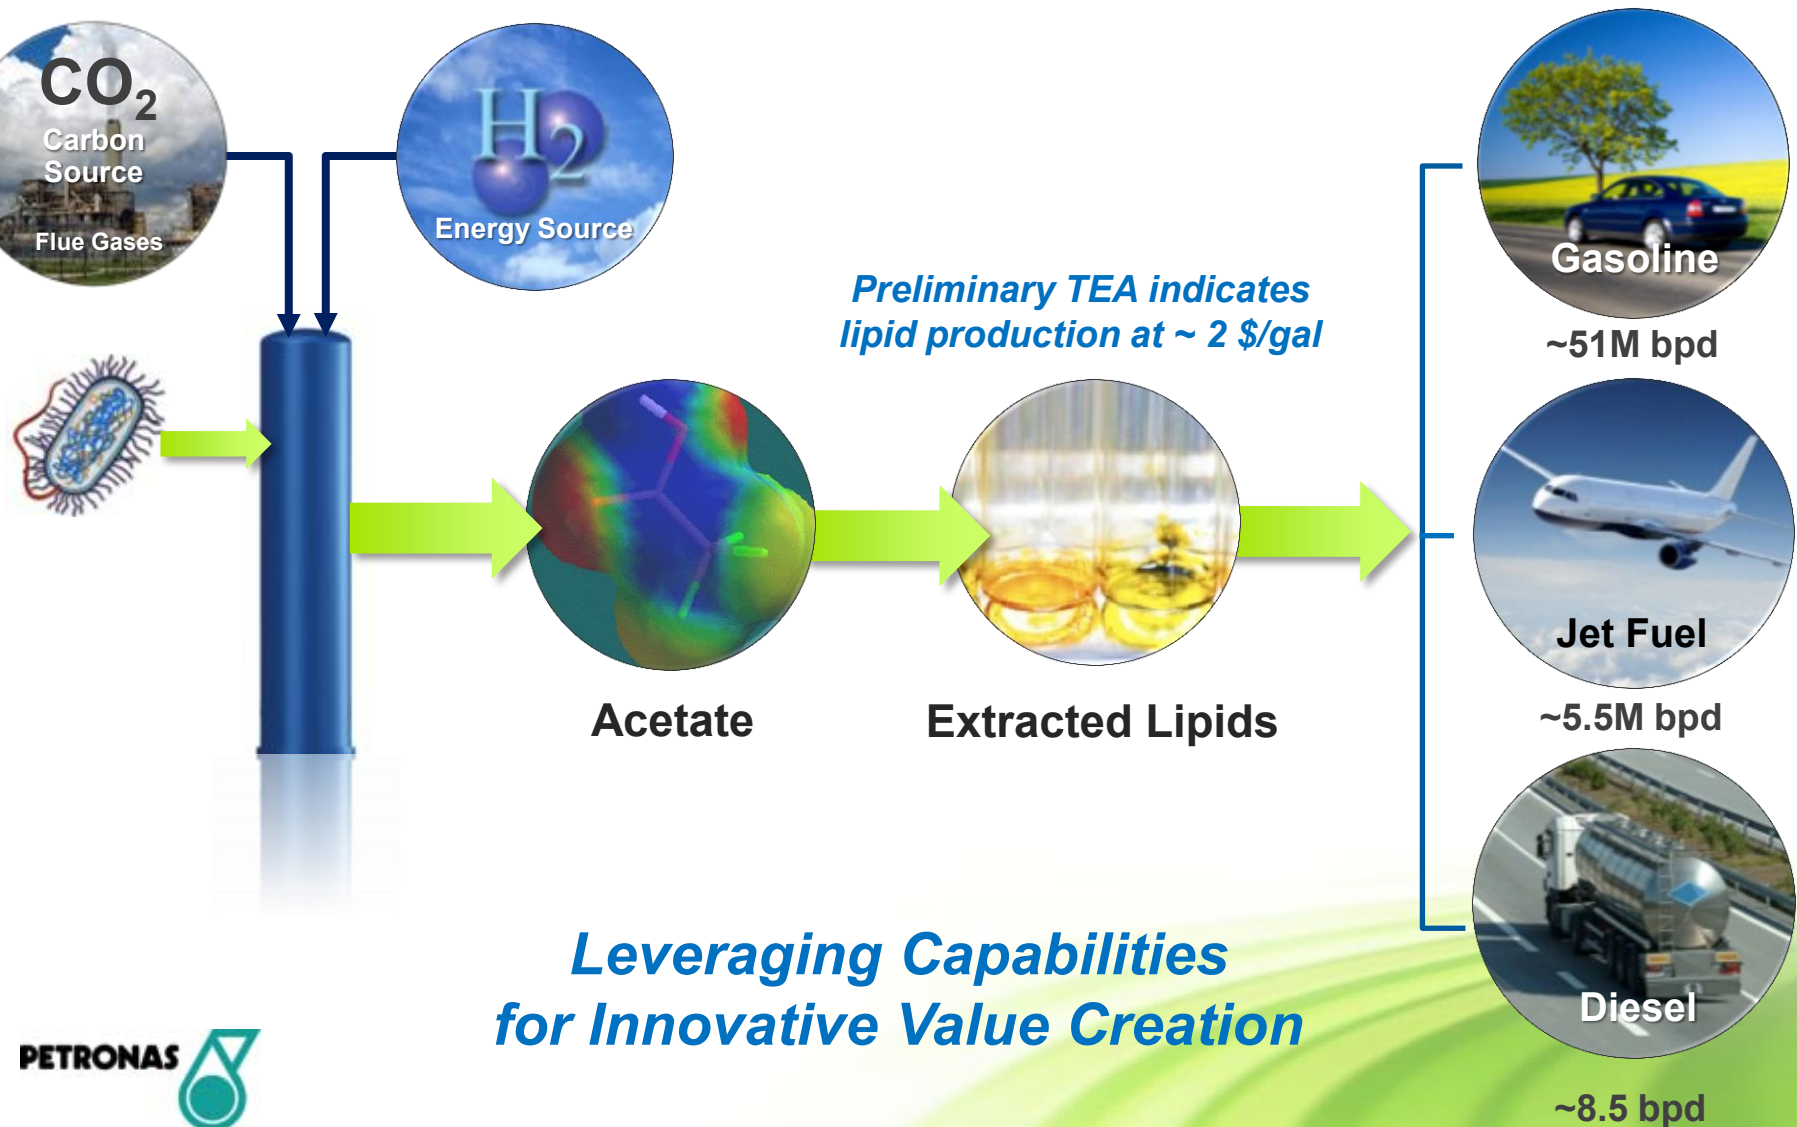 CO₂
Carbon
Source
Flue Gases
H₂
Energy Source
Preliminary TEA indicates
lipid production at ~ 2 $/gal
Acetate
Extracted Lipids
Gasoline
~51M bpd
Jet Fuel
~5.5M bpd
Diesel
~8.5 bpd
Leveraging Capabilities
for Innovative Value Creation
PETRONAS